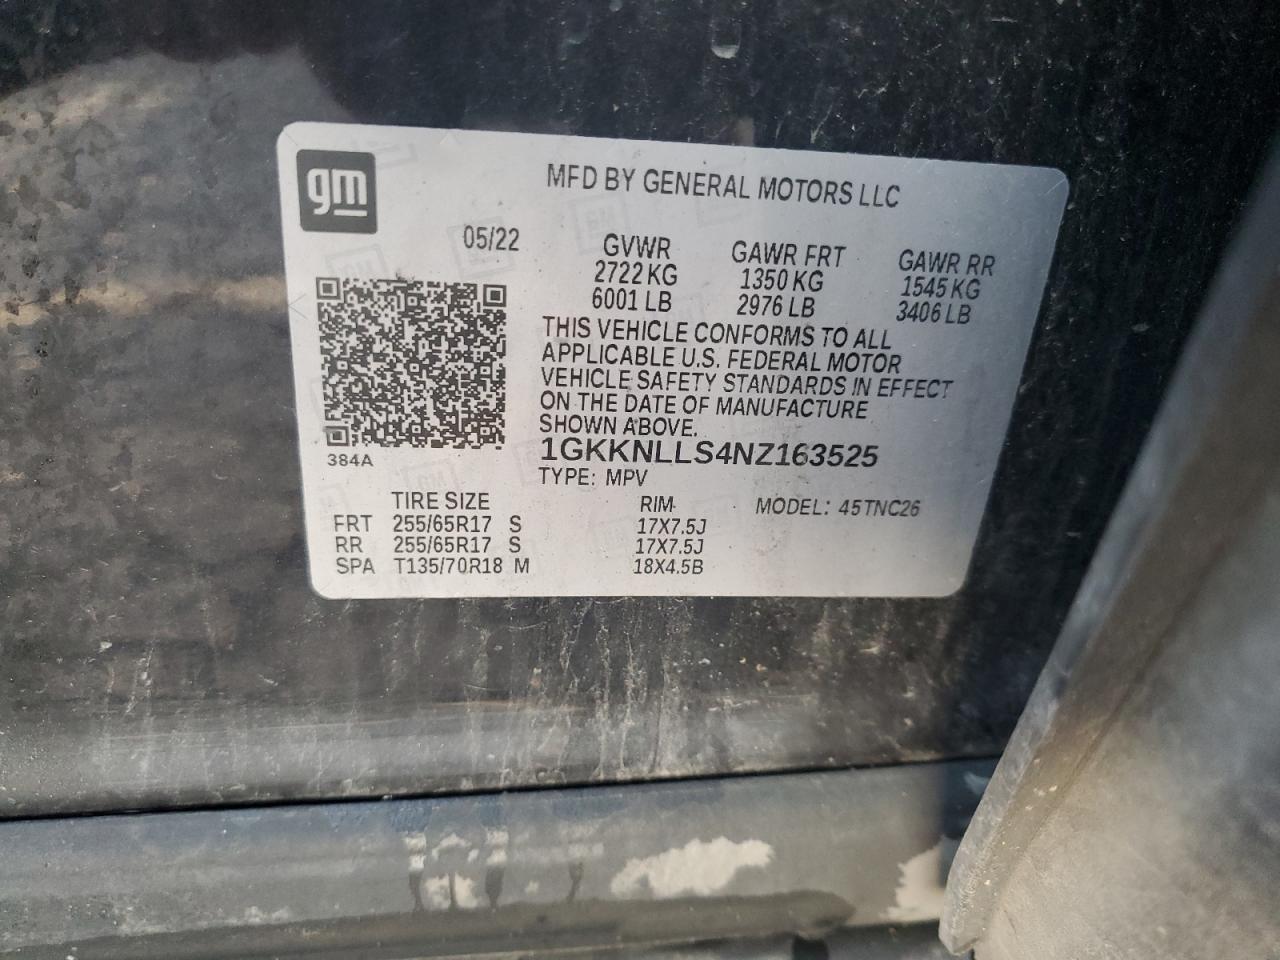 gm
MFD BY GENERAL MOTORS LLC
05/22
GVWR GAWR FRT GAWR RR
2722 KG 1350 KG 1545 KG
6001 LB 2976 LB 3406 LB
THIS VEHICLE CONFORMS TO ALL
APPLICABLE U.S. FEDERAL MOTOR
VEHICLE SAFETY STANDARDS IN EFFECT
ON THE DATE OF MANUFACTURE
SHOWN ABOVE.
384A
1GKKNLLS4NZ163525
TYPE: MPV
TIRE SIZE RIM MODEL: 45TNC26
FRT 255/65R17 S 17X7.5J
RR 255/65R17 S 17X7.5J
SPA T135/70R18 M 18X4.5B